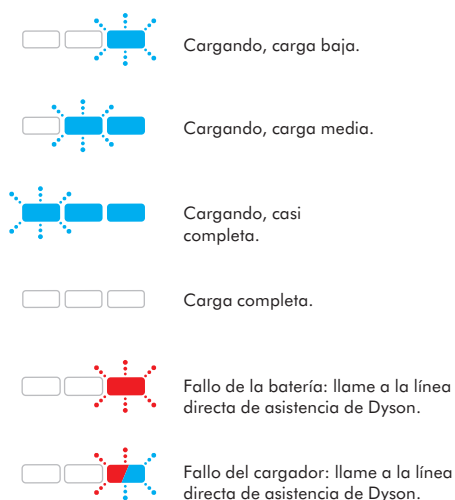 Cargando, carga baja.
Cargando, carga media.
Cargando, casi
completa.
Carga completa.
Fallo de la batería: llame a la línea
directa de asistencia de Dyson.
Fallo del cargador: llame a la línea
directa de asistencia de Dyson.